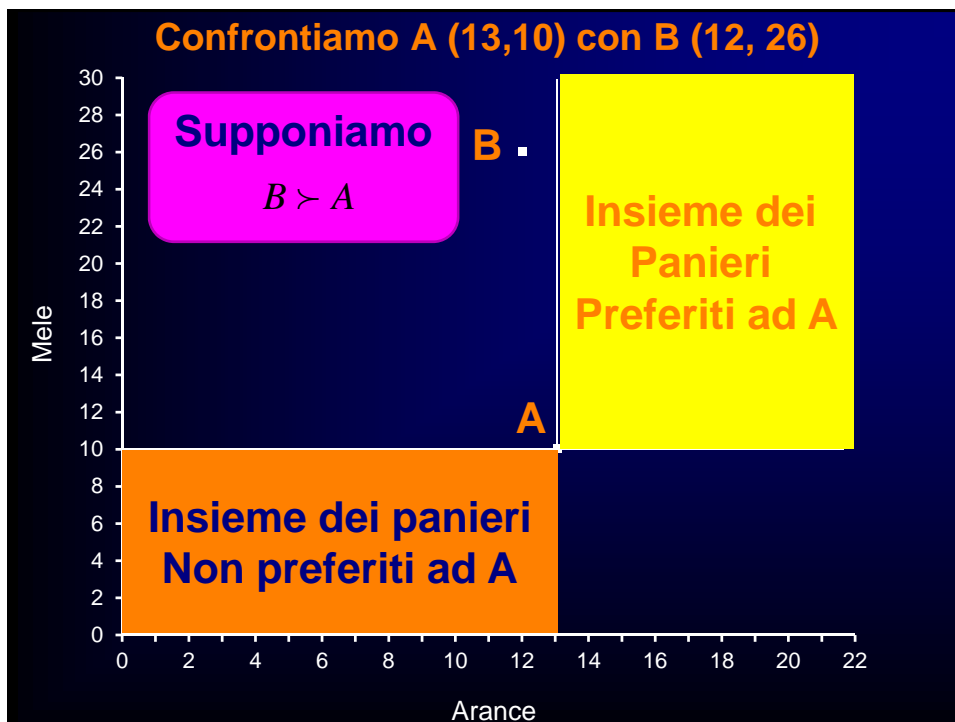 Confrontiamo A (13,10) con B (12, 26)
30
28
26
24
22
20
18
16
14
12
10
8
6
4
2
0
Mele
Supponiamo
B ≻ A
B
Insieme dei
Panieri
Preferiti ad A
A
Insieme dei panieri
Non preferiti ad A
0 2 4 6 8 10 12 14 16 18 20 22
Arance